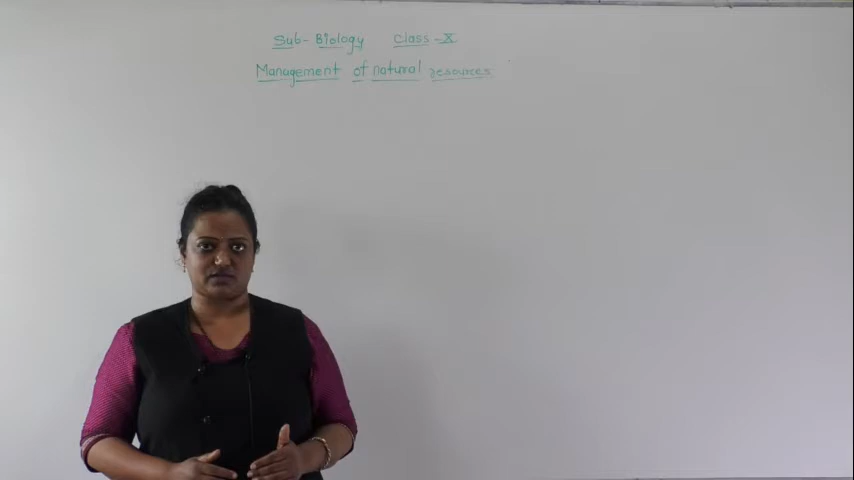 Sub- Biology Class -X
Management of natural resources